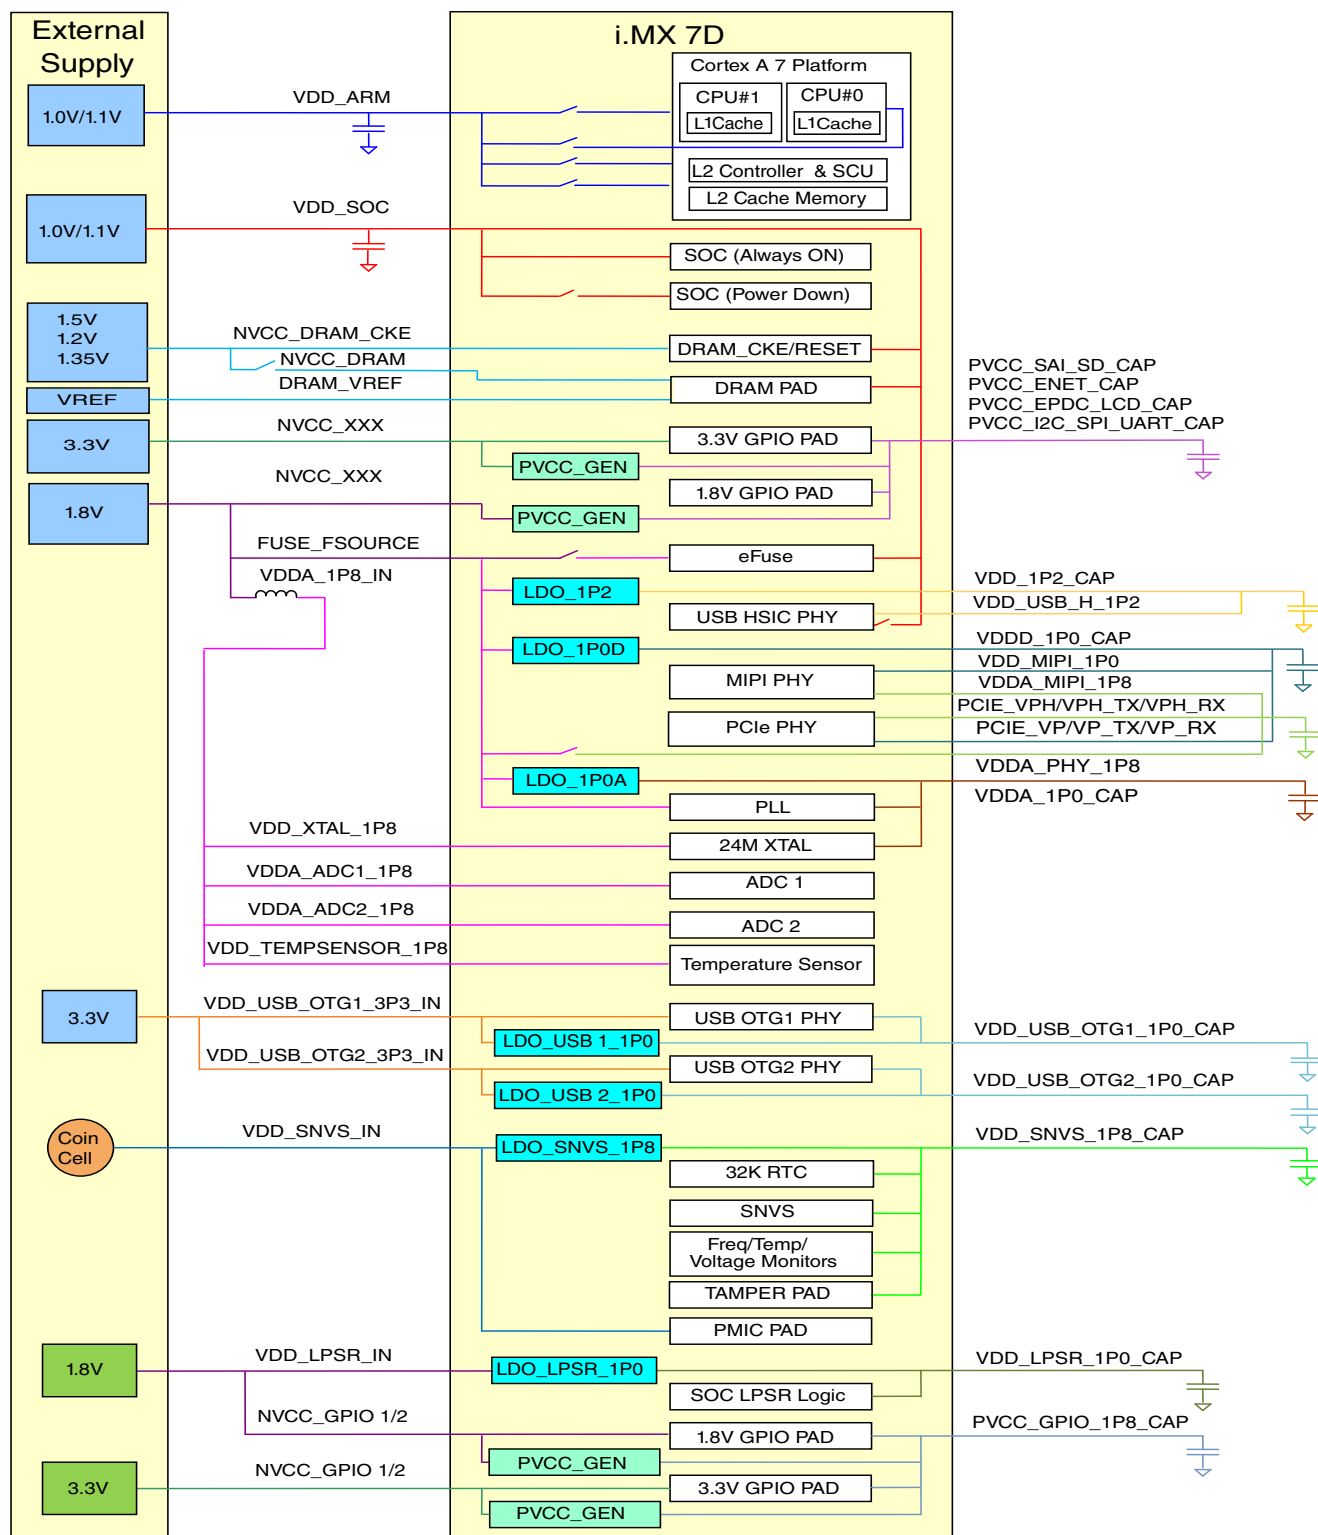 External
Supply
i.MX 7D
Cortex A 7 Platform
CPU#1
CPU#0
L1Cache
L1Cache
L2 Controller & SCU
L2 Cache Memory
1.0V/1.1V
VDD_ARM
1.0V/1.1V
VDD_SOC
SOC (Always ON)
SOC (Power Down)
1.5V
1.2V
1.35V
NVCC_DRAM_CKE
NVCC_DRAM
DRAM_VREF
DRAM_CKE/RESET
DRAM PAD
VREF
3.3V
NVCC_XXX
3.3V GPIO PAD
PVCC_GEN
PVCC_SAI_SD_CAP
PVCC_ENET_CAP
PVCC_EPDC_LCD_CAP
PVCC_I2C_SPI_UART_CAP
1.8V
NVCC_XXX
1.8V GPIO PAD
PVCC_GEN
FUSE_FSOURCE
eFuse
VDDA_1P8_IN
LDO_1P2
VDD_1P2_CAP
USB HSIC PHY
VDD_USB_H_1P2
LDO_1P0D
VDDD_1P0_CAP
MIPI PHY
VDD_MIPI_1P0
VDDA_MIPI_1P8
PCIe PHY
PCIE_VPH/VPH_TX/VPH_RX
PCIE_VP/VP_TX/VP_RX
LDO_1P0A
VDDA_PHY_1P8
VDDA_1P0_CAP
PLL
VDD_XTAL_1P8
24M XTAL
VDDA_ADC1_1P8
ADC 1
VDDA_ADC2_1P8
ADC 2
VDD_TEMPSENSOR_1P8
Temperature Sensor
3.3V
VDD_USB_OTG1_3P3_IN
USB OTG1 PHY
LDO_USB 1_1P0
VDD_USB_OTG1_1P0_CAP
VDD_USB_OTG2_3P3_IN
USB OTG2 PHY
LDO_USB 2_1P0
VDD_USB_OTG2_1P0_CAP
Coin
Cell
VDD_SNVS_IN
LDO_SNVS_1P8
VDD_SNVS_1P8_CAP
32K RTC
SNVS
Freq/Temp/
Voltage Monitors
TAMPER PAD
PMIC PAD
1.8V
VDD_LPSR_IN
LDO_LPSR_1P0
VDD_LPSR_1P0_CAP
SOC LPSR Logic
NVCC_GPIO 1/2
1.8V GPIO PAD
PVCC_GPIO_1P8_CAP
PVCC_GEN
3.3V
NVCC_GPIO 1/2
3.3V GPIO PAD
PVCC_GEN